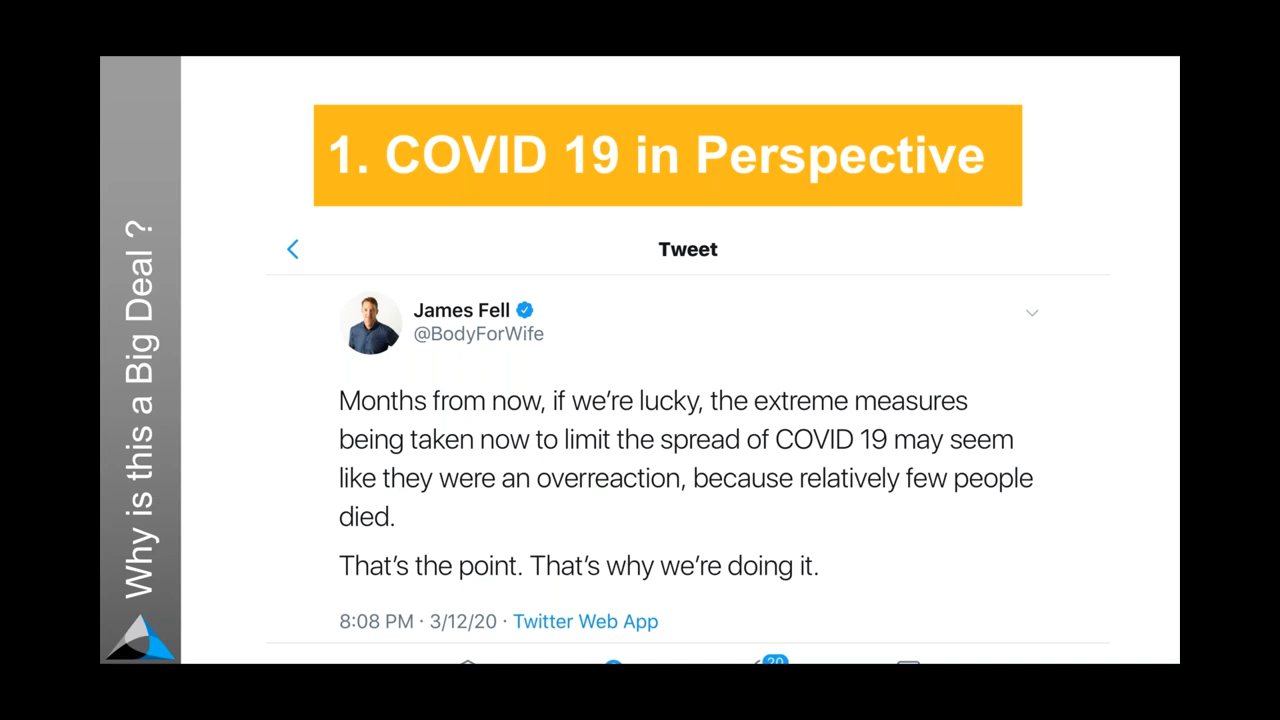 Why is this a Big Deal ?
1. COVID 19 in Perspective
Tweet
James Fell
@BodyForWife
Months from now, if we're lucky, the extreme measures
being taken now to limit the spread of COVID 19 may seem
like they were an overreaction, because relatively few people
died.
That's the point. That's why we're doing it.
8:08 PM · 3/12/20 · Twitter Web App
20